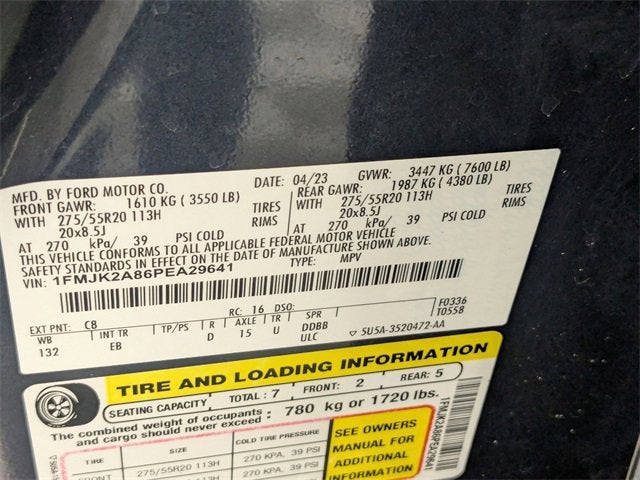 MFD. BY FORD MOTOR CO.
DATE: 04/23 GVWR: 3447 KG ( 7600 LB)
FRONT GAWR: 1610 KG ( 3550 LB)
REAR GAWR: 1987 KG ( 4380 LB)
WITH 275/55R20 113H TIRES
WITH 275/55R20 113H TIRES
20x8.5J RIMS
20x8.5J RIMS
AT 270 kPa/ 39 PSI COLD
AT 270 kPa/ 39 PSI COLD
THIS VEHICLE CONFORMS TO ALL APPLICABLE FEDERAL MOTOR VEHICLE
SAFETY STANDARDS IN EFFECT ON THE DATE OF MANUFACTURE SHOWN ABOVE.
VIN: 1FMJK2A86PEA29641
TYPE: MPV
F0336
T0558
EXT PNT: C8 RC: 16 DSO:
WB INT TR TP/PS R AXLE TR SPR
132 EB D 15 U DDBB
ULC
▽ 5U5A-3520472-AA
TIRE AND LOADING INFORMATION
SEATING CAPACITY TOTAL : 7 FRONT: 2 REAR: 5
The combined weight of occupants
and cargo should never exceed : 780 kg or 1720 lbs.
TIRE SIZE COLD TIRE PRESSURE
FRONT 275/55R20 113H 270 KPA, 39 PSI
275/55R20 113H 270 KPA, 39 PSI
SEE OWNERS
MANUAL FOR
ADDITIONAL
INFORMATION
1FMJK2A86PEA29641